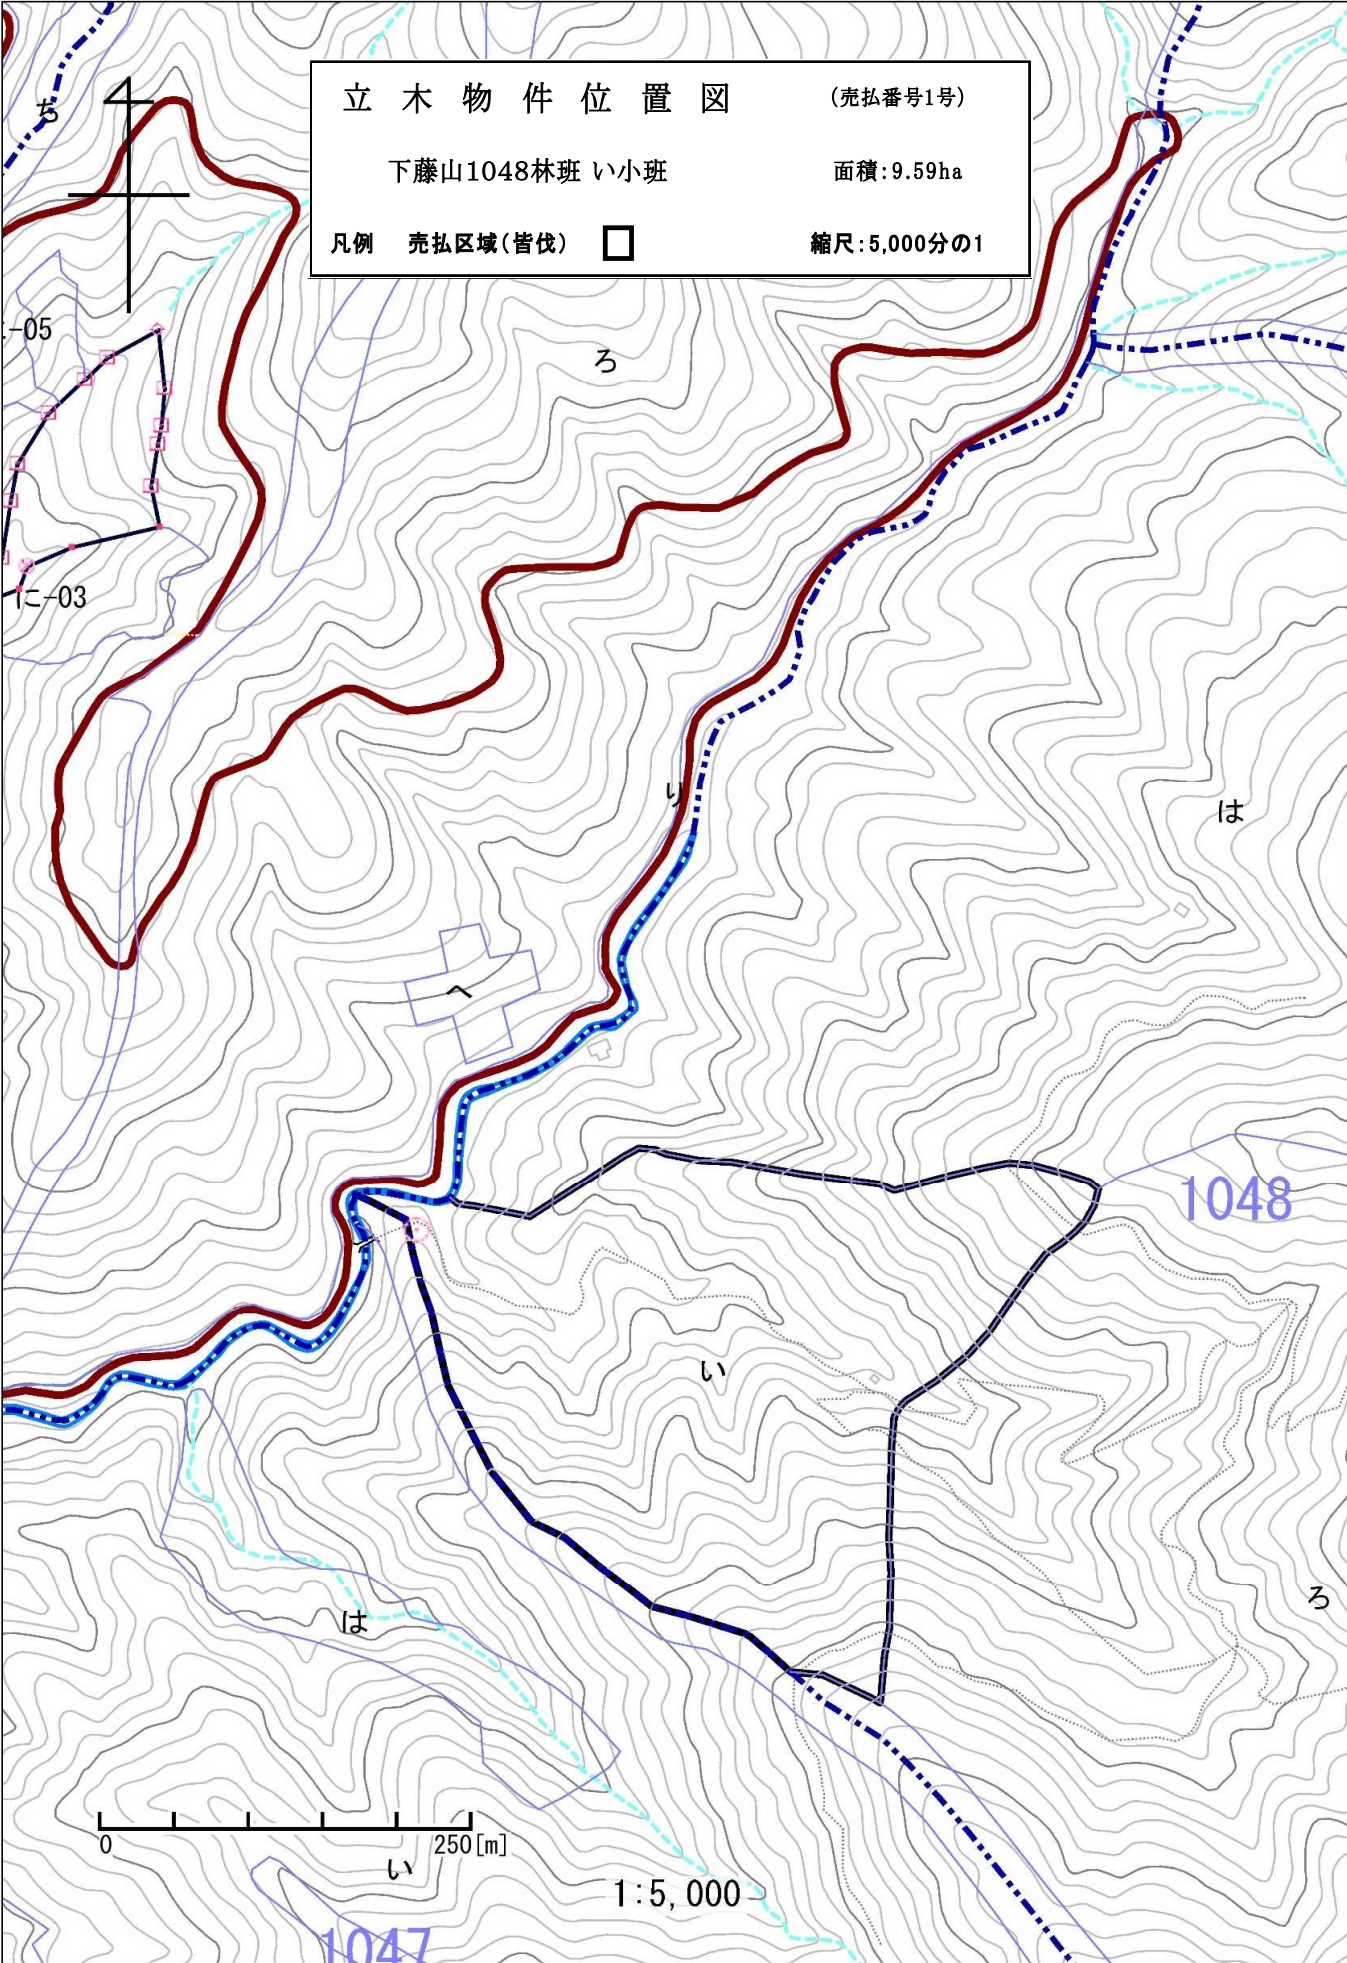 立木物件位置図 (売払番号1号)
下藤山1048林班 い小班 面積:9.59ha
凡例 売払区域(皆伐) 縮尺:5,000分の1
ち
-05
ろ
に-03
り
は
へ
1048
い
ろ
は
0 250[m]
い
1:5,000
1047